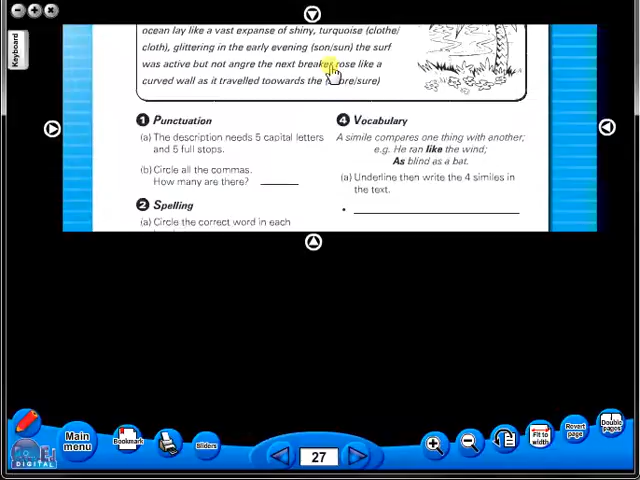 Keyboard
ocean lay like a vast expanse of shiny, turquoise (clothe/
cloth), glittering in the early evening (son/sun) the surf
was active but not angre the next breaker rose like a
curved wall as it travelled toowards the
ore/sure)
1 Punctuation
(a) The description needs 5 capital letters
and 5 full stops.
(b) Circle all the commas.
How many are there?
2 Spelling
(a) Circle the correct word in each
4 Vocabulary
A simile compares one thing with another;
e.g. He ran like the wind;
As blind as a bat.
(a) Underline then write the 4 similes in
the text.
•
Main
menu
Bookmark
Sliders
27
Fit to
width
Revert
page
Double
pages
DIGITAL